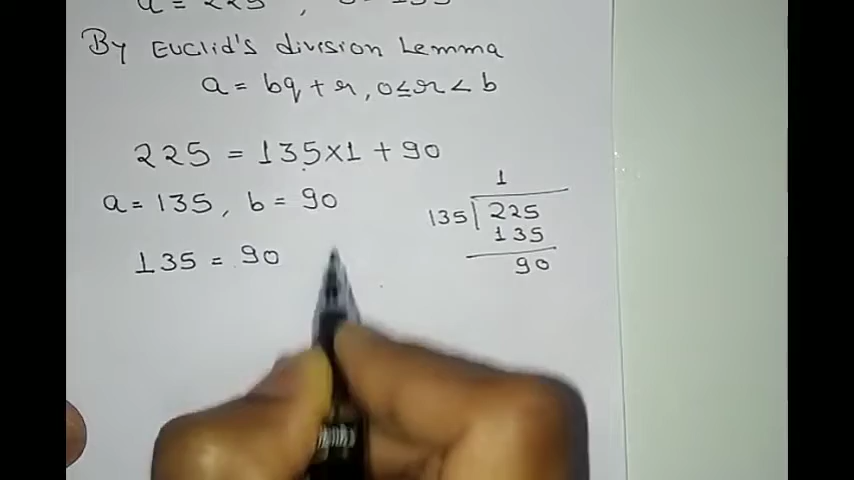 a = 225 ,
By Euclid's division Lemma
a = bq + r , 0 ≤ r < b
225 = 135 × 1 + 90
a = 135 , b = 90
135 = 90
1
135 225
135
90